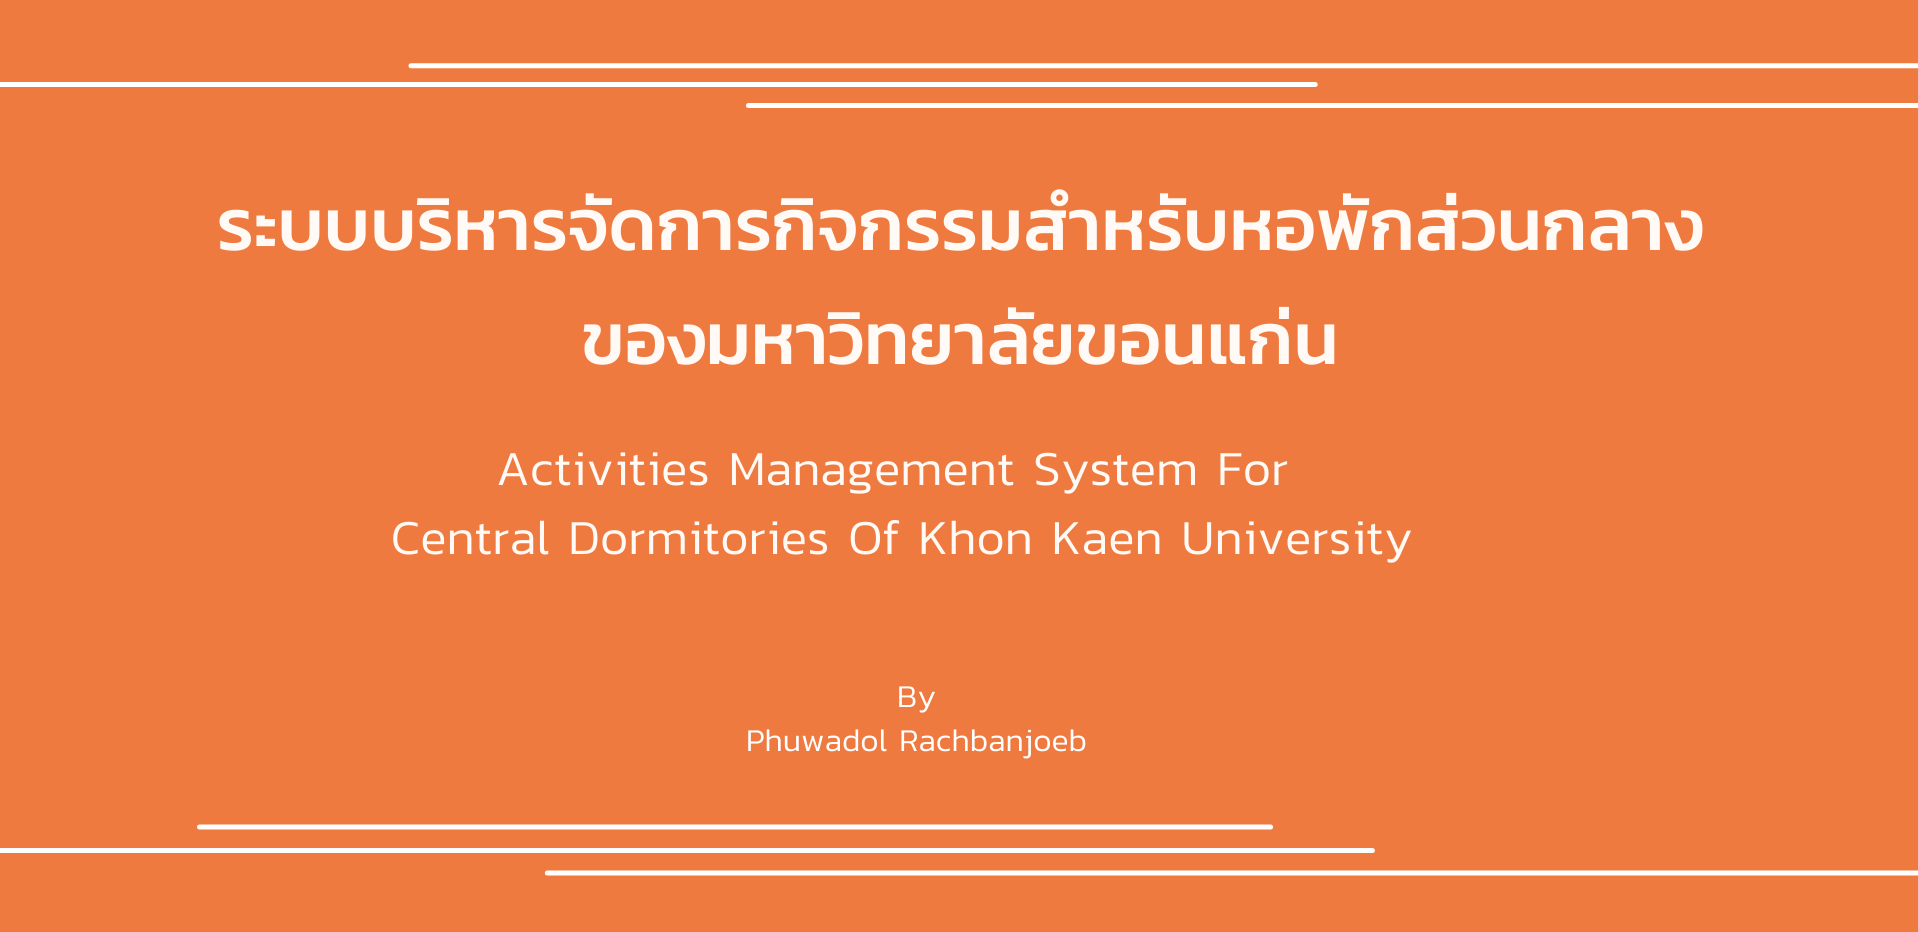 ระบบบริหารจัดการกิจกรรมสำหรับหอพักส่วนกลาง
ของมหาวิทยาลัยขอนแก่น
Activities Management System For
Central Dormitories Of Khon Kaen University
By
Phuwadol Rachbanjoeb